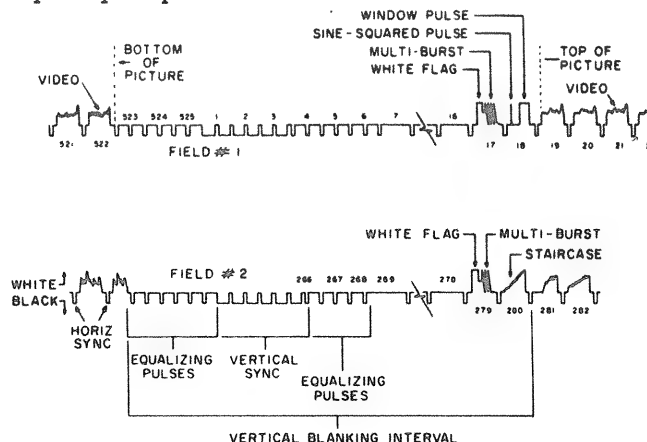 WINDOW PULSE
SINE-SQUARED PULSE
MULTI-BURST
WHITE FLAG
BOTTOM
OF
PICTURE
TOP OF
PICTURE
VIDEO
VIDEO
523 524 525 1 2 3 4 5 6 7 16
521 522 17 18 19 20 21
FIELD # 1
WHITE FLAG
MULTI-BURST
STAIRCASE
FIELD # 2
266 267 268 269 270
WHITE
BLACK
279 280 281 282
HORIZ
SYNC
EQUALIZING
PULSES
VERTICAL
SYNC
EQUALIZING
PULSES
VERTICAL BLANKING INTERVAL